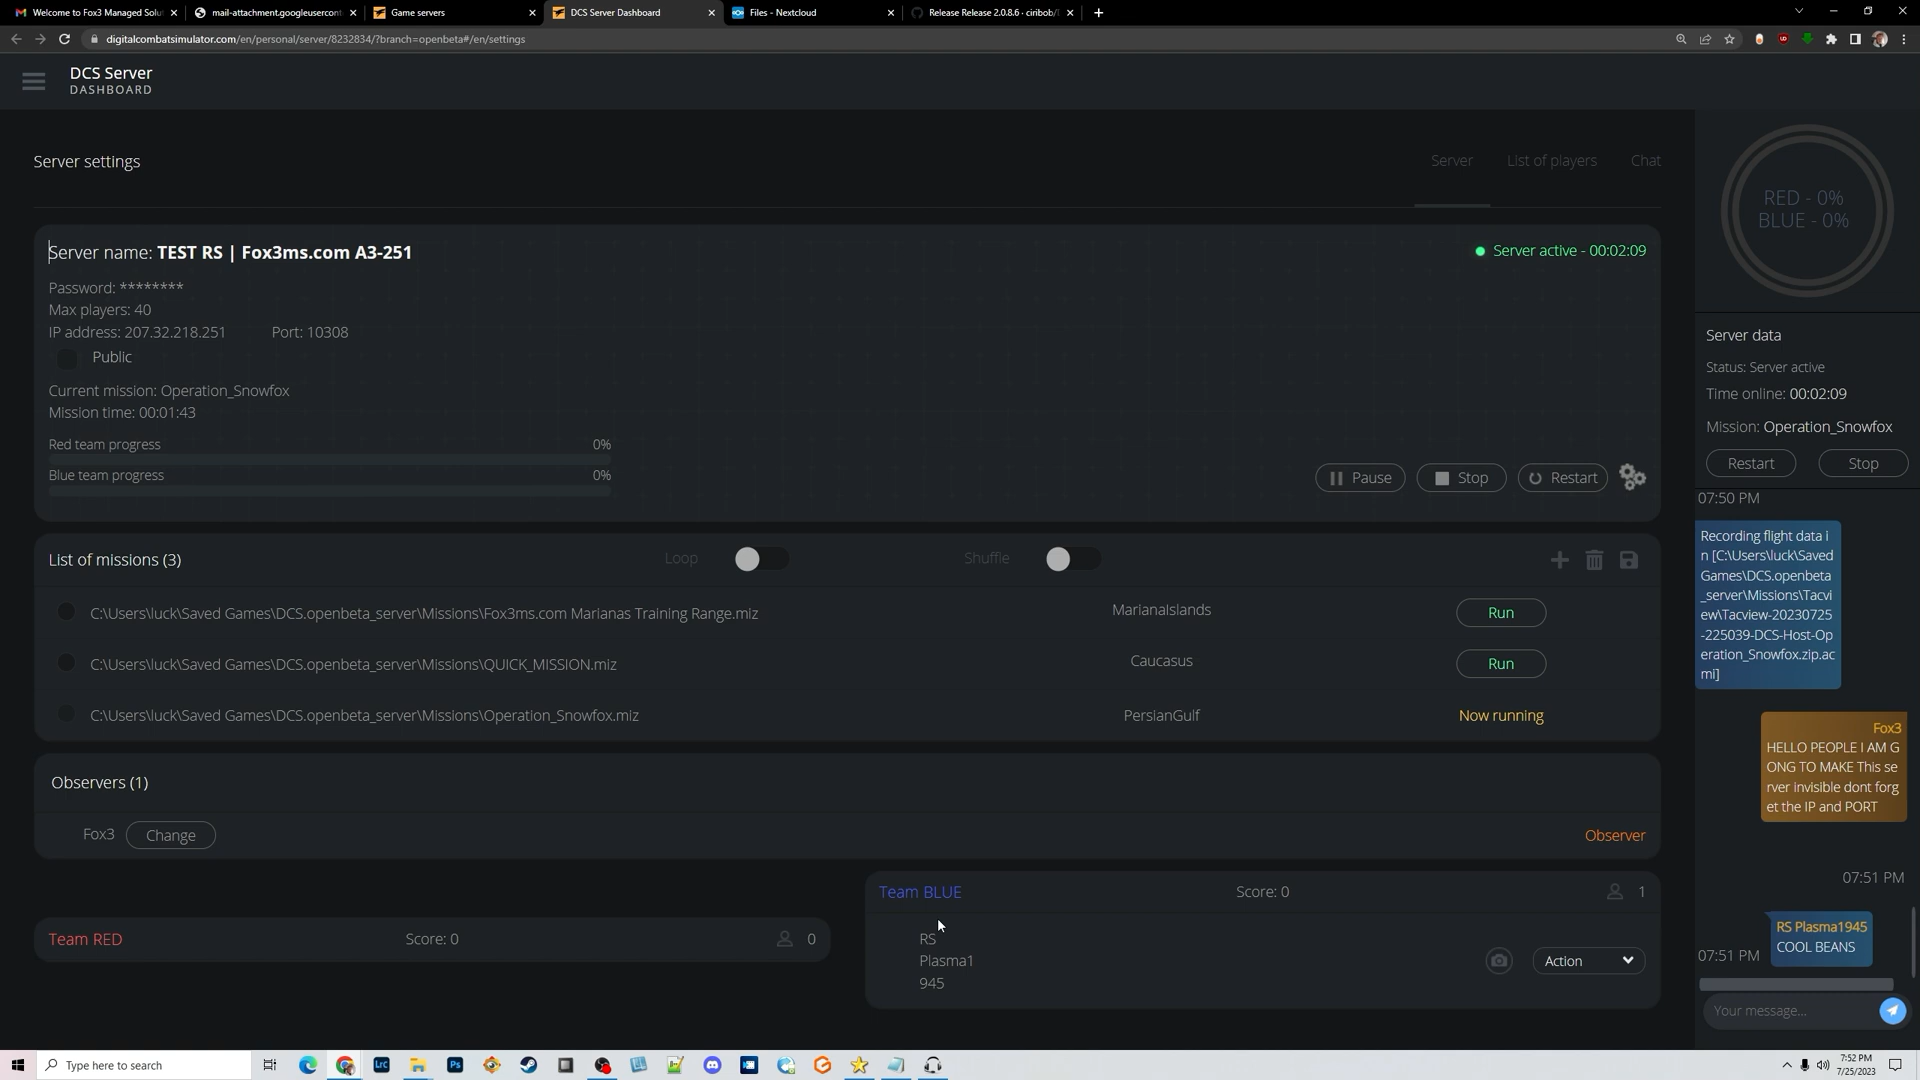 Welcome to Fox3 Managed Solu
mail-attachment.googleusercont
Game servers
DCS Server Dashboard
Files - Nextcloud
Release Release 2.0.8.6 · ciribob/
digitalcombatsimulator.com/en/personal/server/8232834/?branch=openbeta#/en/settings
DCS Server
DASHBOARD
Server settings
Server
List of players
Chat
RED - 0%
BLUE - 0%
Server name: TEST RS | Fox3ms.com A3-251
Server active - 00:02:09
Password: ********
Max players: 40
IP address: 207.32.218.251
Port: 10308
Public
Current mission: Operation_Snowfox
Mission time: 00:01:43
Red team progress
0%
Blue team progress
0%
Pause
Stop
Restart
Server data
Status: Server active
Time online: 00:02:09
Mission: Operation_Snowfox
Restart
Stop
07:50 PM
Recording flight data i
n [C:\Users\luck\Saved
Games\DCS.openbeta
_server\Missions\Tacvi
ew\Tacview-20230725
-225039-DCS-Host-Op
eration_Snowfox.zip.ac
mi]
Fox3
HELLO PEOPLE I AM G
ONG TO MAKE This se
rver invisible dont forg
et the IP and PORT
07:51 PM
RS Plasma1945
COOL BEANS
07:51 PM
Your message...
List of missions (3)
Loop
Shuffle
C:\Users\luck\Saved Games\DCS.openbeta_server\Missions\Fox3ms.com Marianas Training Range.miz
MarianaIslands
Run
C:\Users\luck\Saved Games\DCS.openbeta_server\Missions\QUICK_MISSION.miz
Caucasus
Run
C:\Users\luck\Saved Games\DCS.openbeta_server\Missions\Operation_Snowfox.miz
PersianGulf
Now running
Observers (1)
Fox3
Change
Observer
Team RED
Score: 0
0
Team BLUE
Score: 0
1
RS
Plasma1
945
Action
Type here to search
LrC
Ps
7:52 PM
7/25/2023